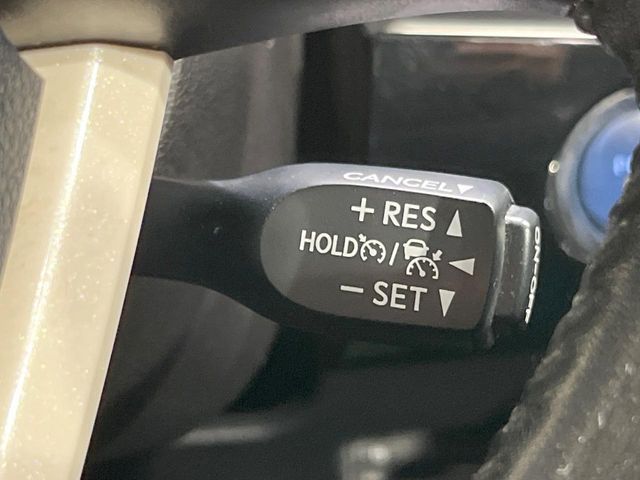 CANCEL
+ RES
HOLD /
− SET
ON-OFF